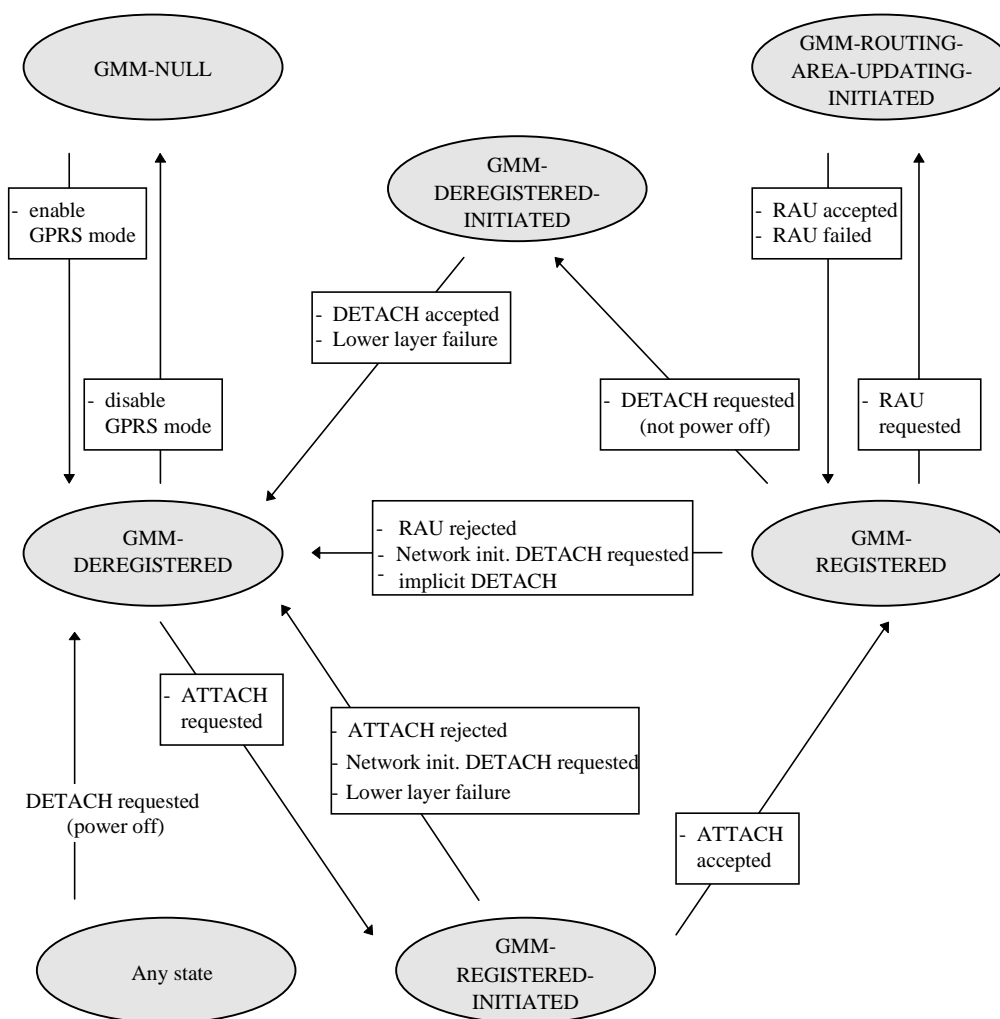 GMM-NULL
GMM-ROUTING-
AREA-UPDATING-
INITIATED
GMM-
DEREGISTERED-
INITIATED
- enable
GPRS mode
- RAU accepted
- RAU failed
- DETACH accepted
- Lower layer failure
- disable
GPRS mode
- DETACH requested
(not power off)
- RAU
requested
GMM-
DEREGISTERED
- RAU rejected
- Network init. DETACH requested
- implicit DETACH
GMM-
REGISTERED
- ATTACH
requested
- ATTACH rejected
- Network init. DETACH requested
- Lower layer failure
DETACH requested
(power off)
- ATTACH
accepted
Any state
GMM-
REGISTERED-
INITIATED